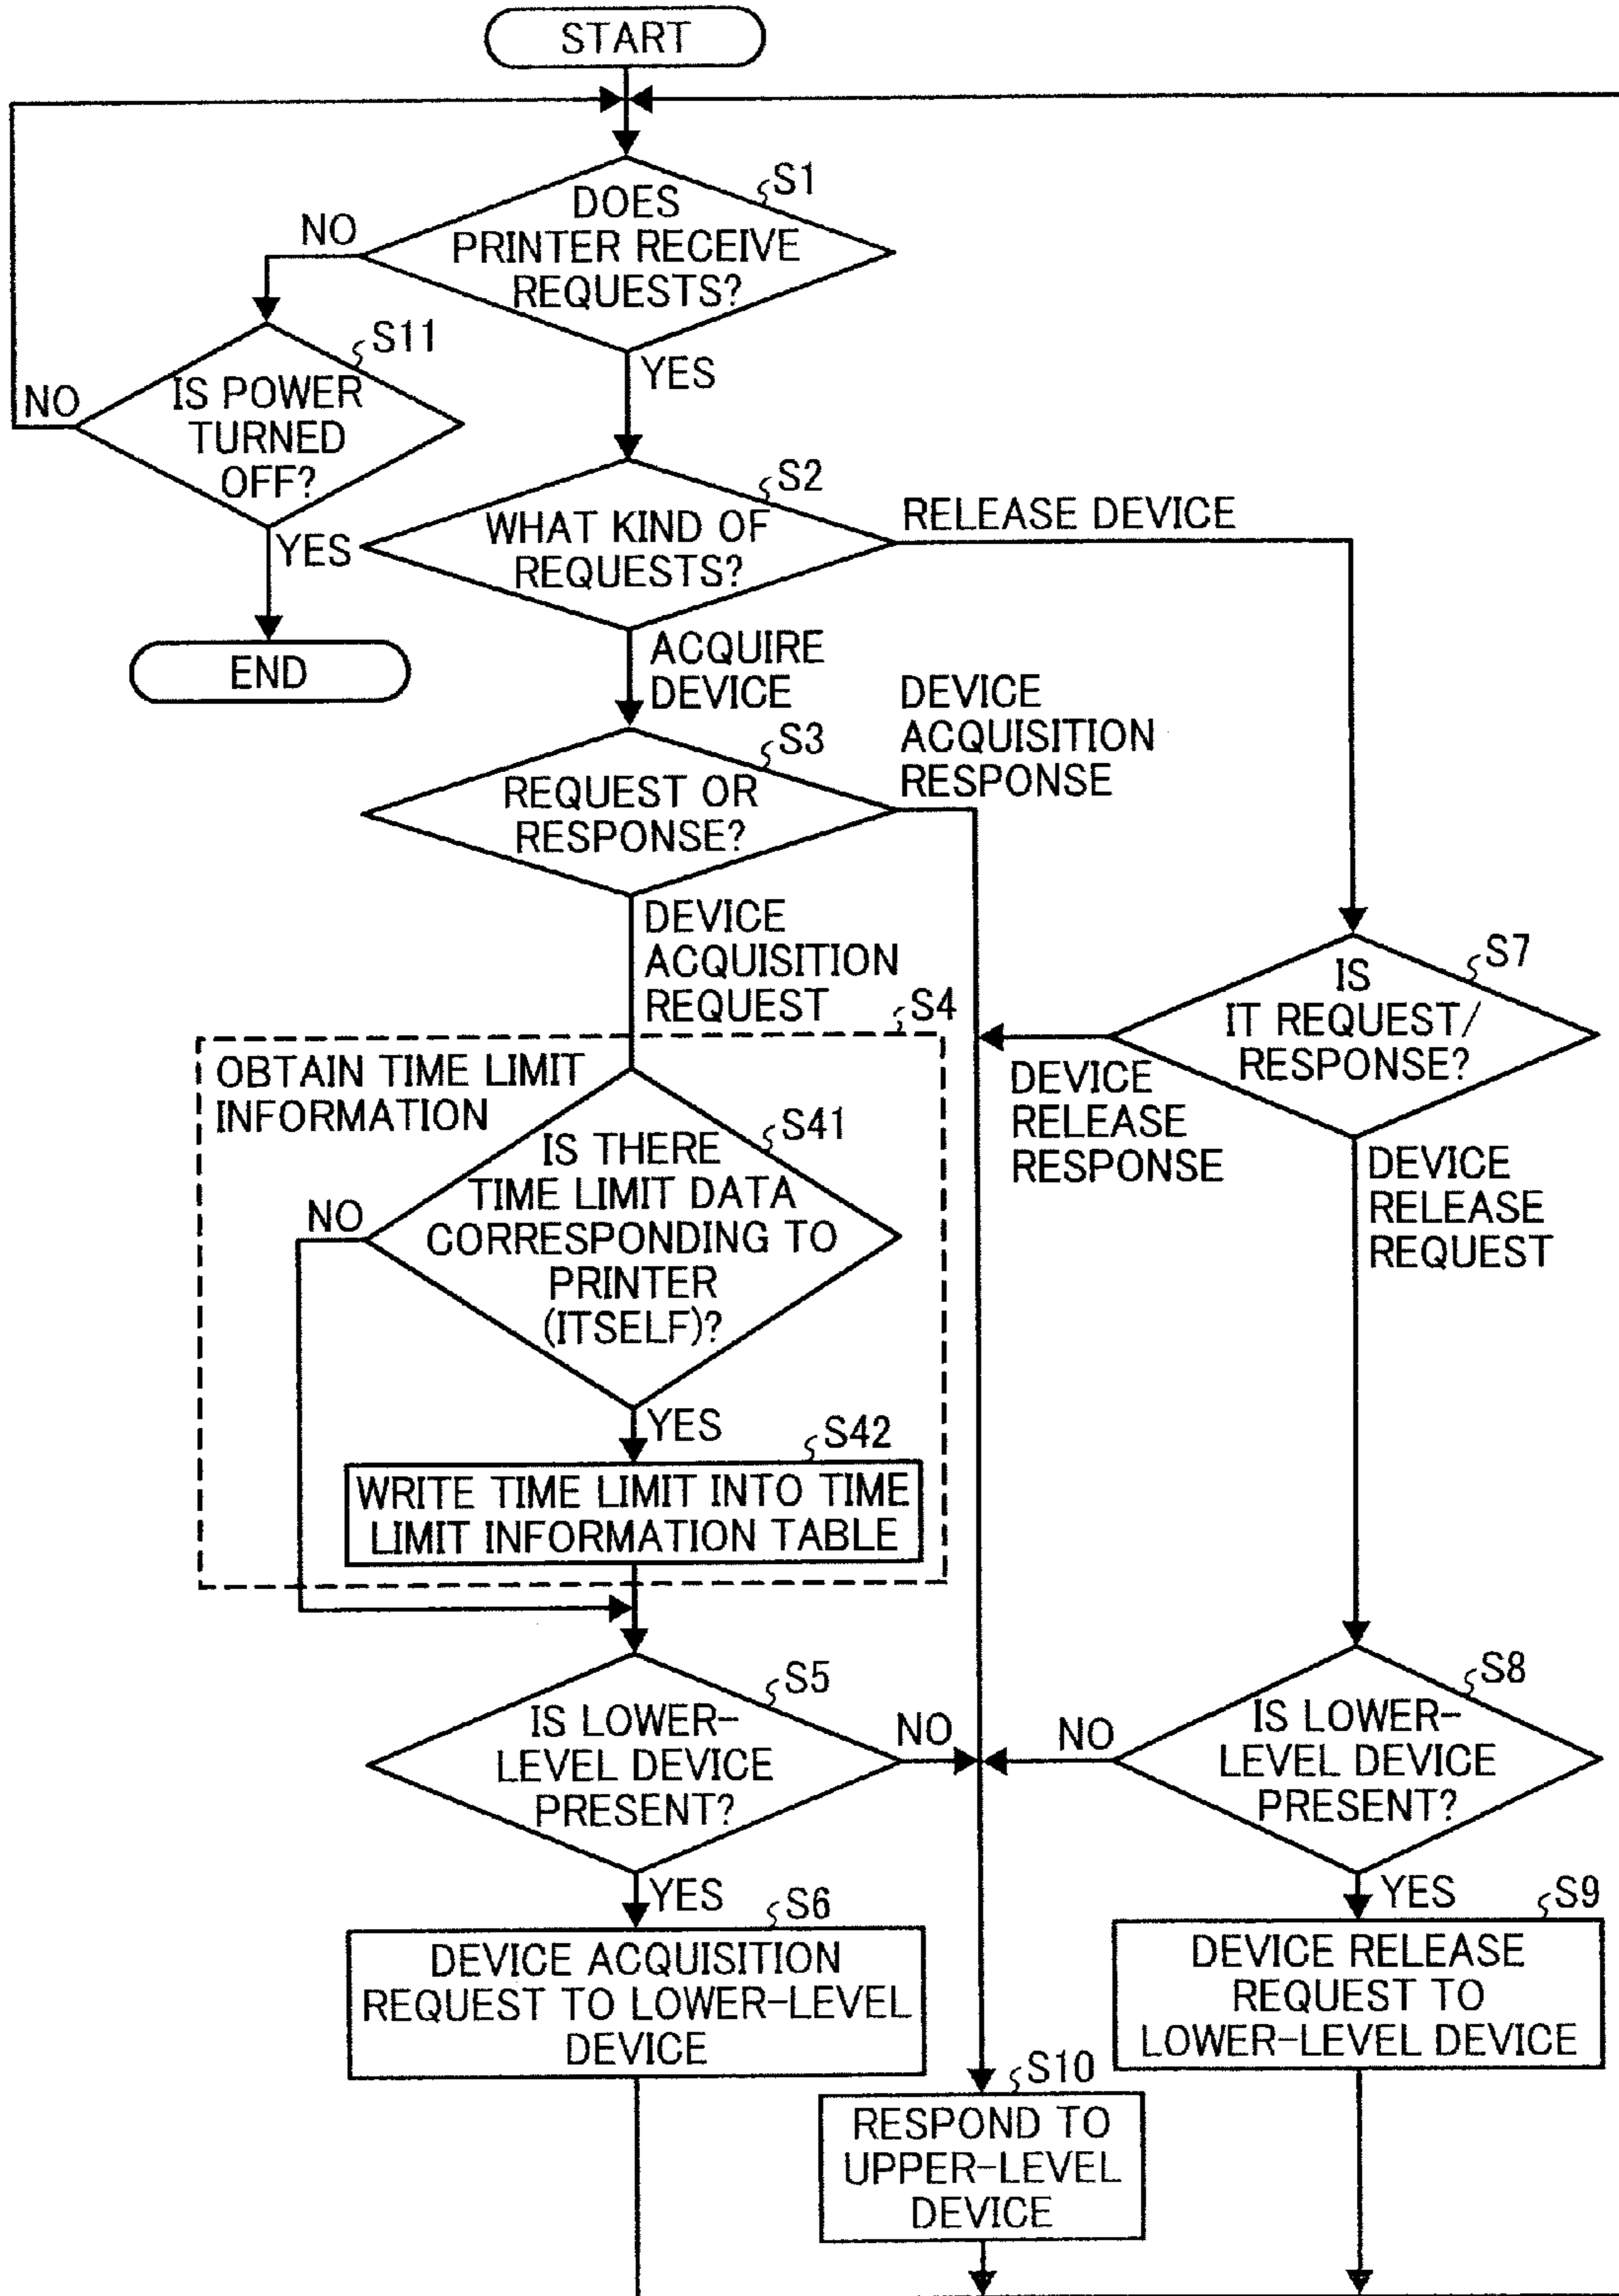 START
S1
DOES
PRINTER RECEIVE
REQUESTS?
NO
YES
S11
IS POWER
TURNED
OFF?
NO
YES
END
S2
WHAT KIND OF
REQUESTS?
RELEASE DEVICE
ACQUIRE
DEVICE
S3
REQUEST OR
RESPONSE?
DEVICE
ACQUISITION
RESPONSE
DEVICE
ACQUISITION
REQUEST
S7
IS
IT REQUEST/
RESPONSE?
DEVICE
RELEASE
RESPONSE
DEVICE
RELEASE
REQUEST
S4
OBTAIN TIME LIMIT
INFORMATION
S41
IS THERE
TIME LIMIT DATA
CORRESPONDING TO
PRINTER
(ITSELF)?
NO
YES
S42
WRITE TIME LIMIT INTO TIME
LIMIT INFORMATION TABLE
S5
IS LOWER-
LEVEL DEVICE
PRESENT?
NO
YES
S8
IS LOWER-
LEVEL DEVICE
PRESENT?
NO
YES
S6
DEVICE ACQUISITION
REQUEST TO LOWER-LEVEL
DEVICE
S9
DEVICE RELEASE
REQUEST TO
LOWER-LEVEL DEVICE
S10
RESPOND TO
UPPER-LEVEL
DEVICE